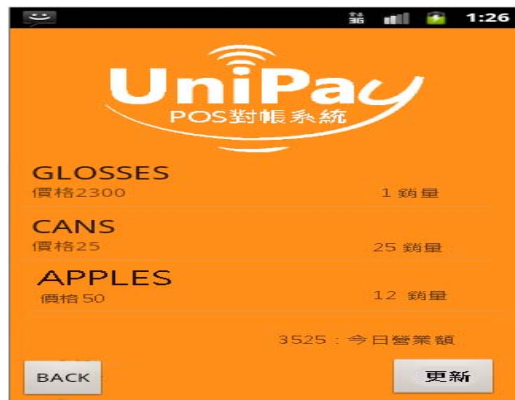 3G 1:26
UniPay
POS對帳系統
GLOSSES
價格2300 1 銷量
CANS
價格25 25 銷量
APPLES
價格50 12 銷量
3525 : 今日營業額
BACK 更新